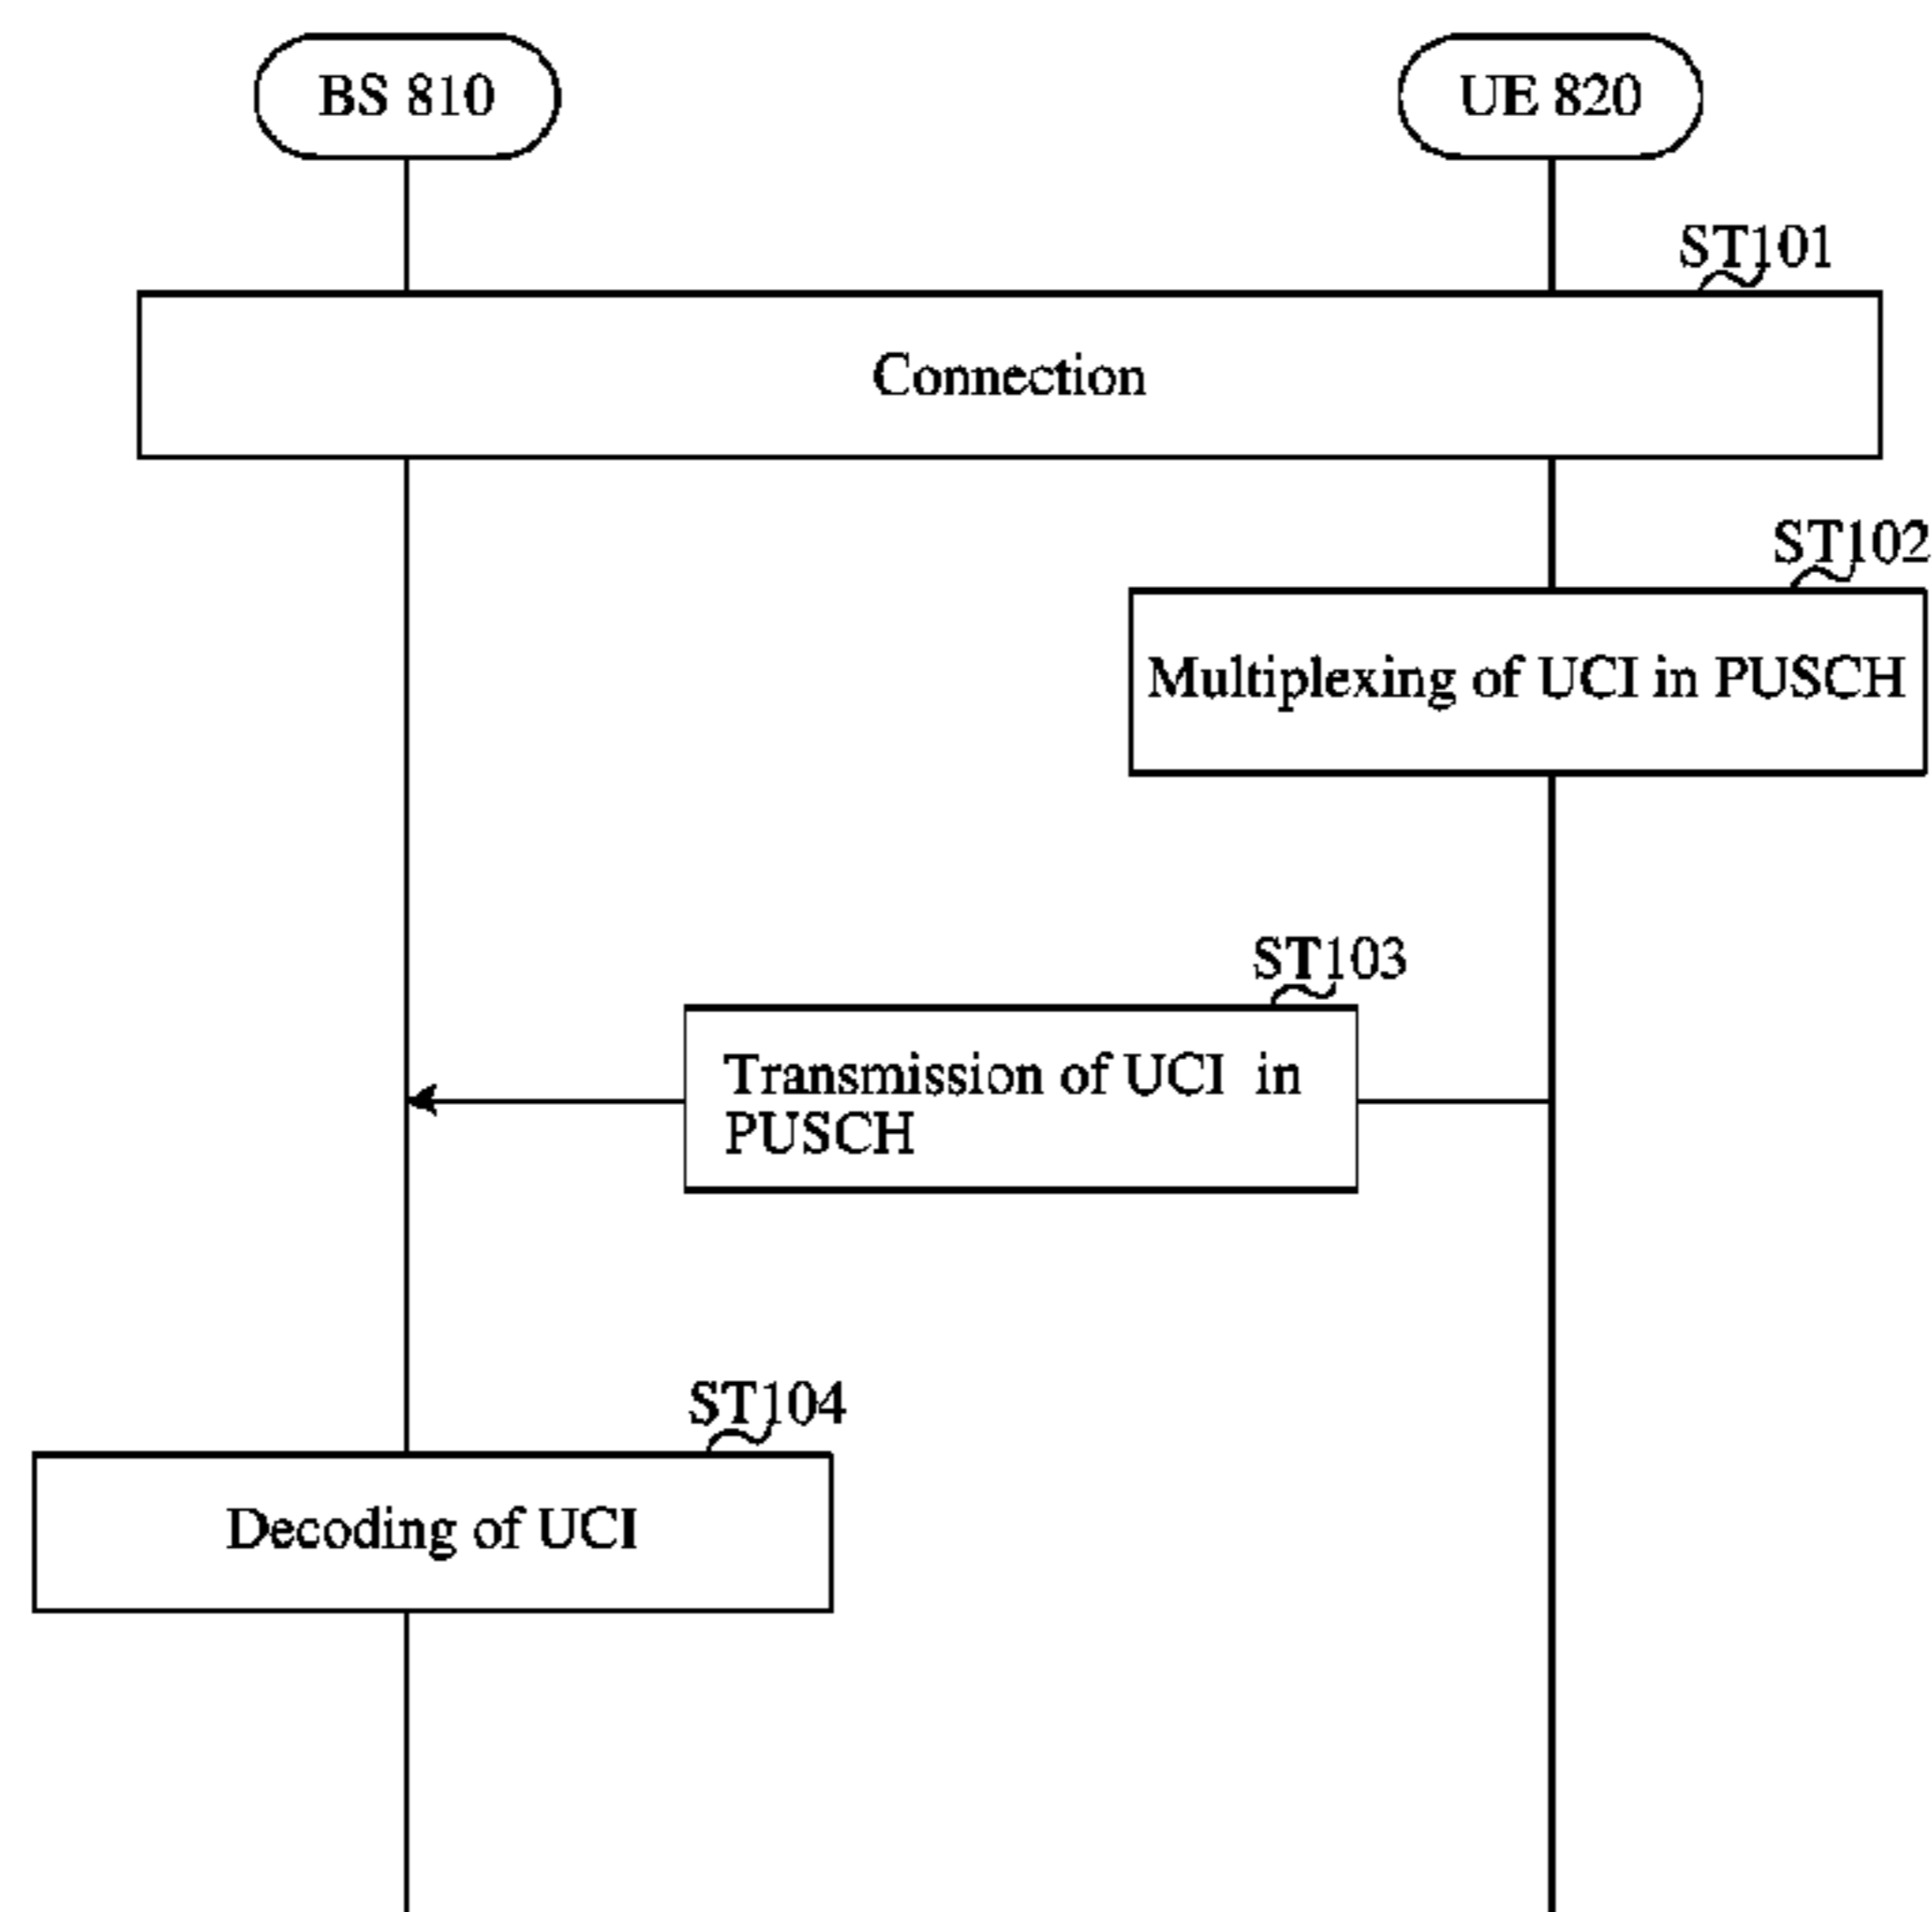 BS 810
UE 820
ST101
Connection
ST102
Multiplexing of UCI in PUSCH
ST103
Transmission of UCI in
PUSCH
ST104
Decoding of UCI